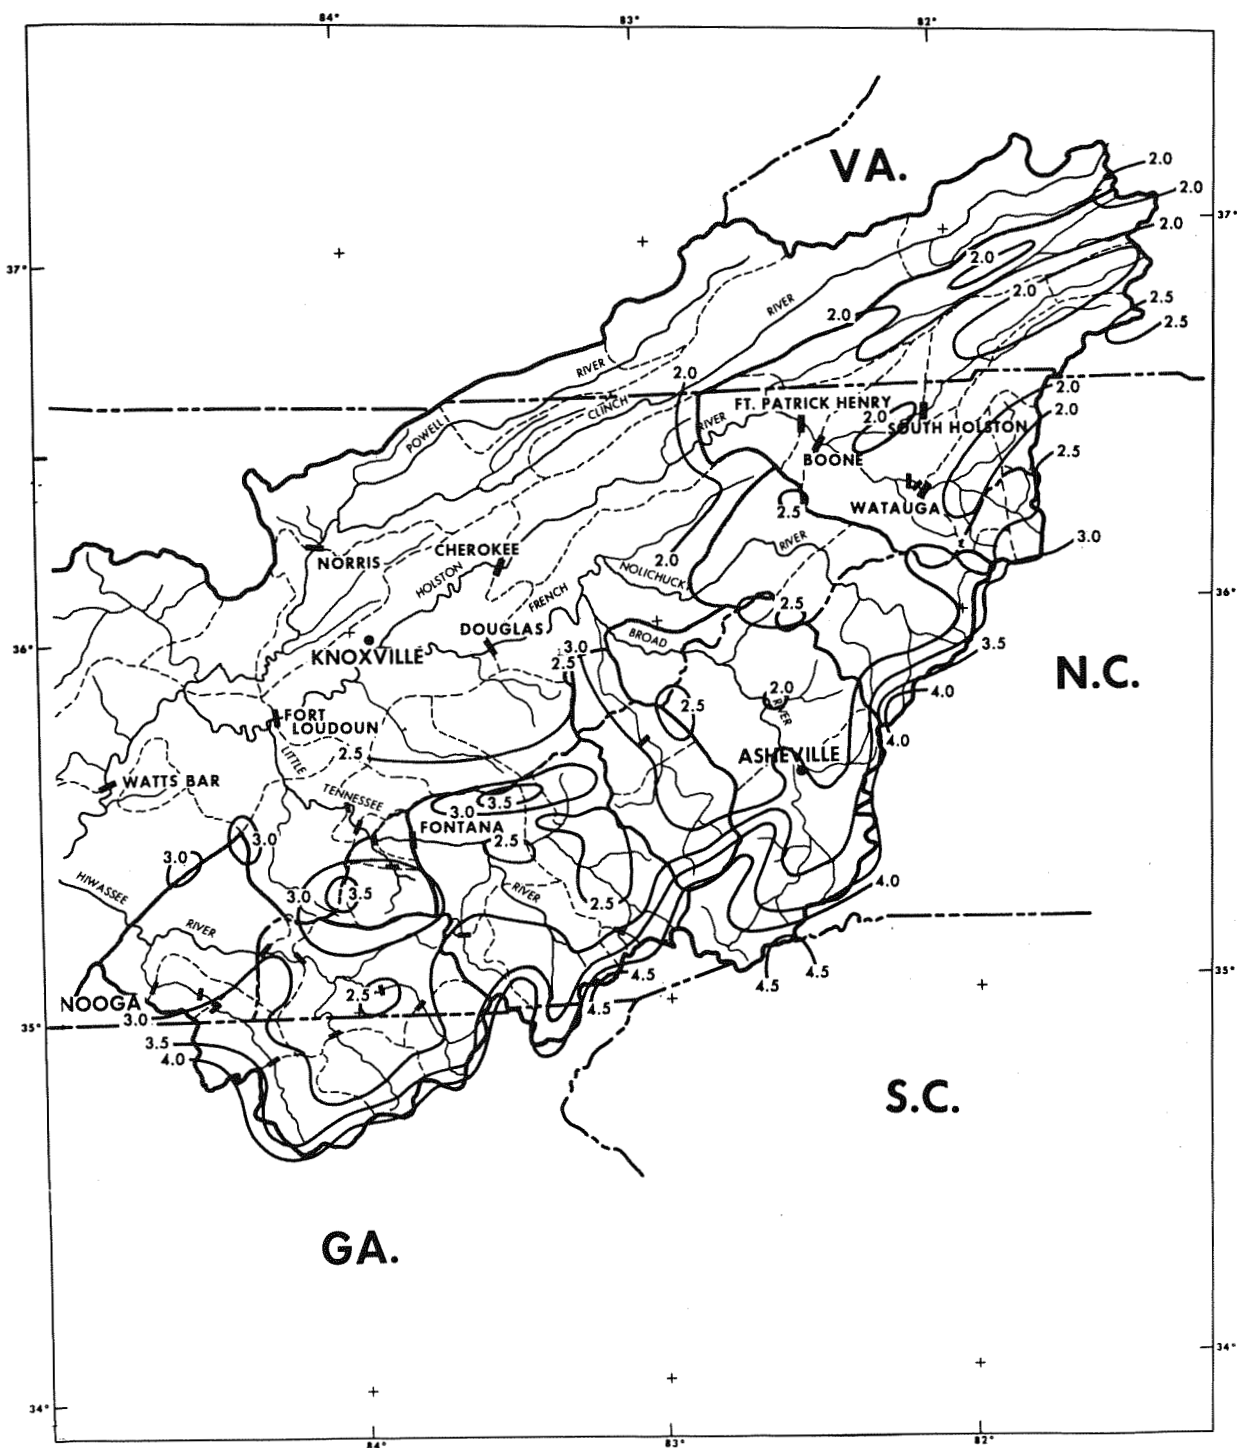 84°
83°
82°
VA.
2.0
2.0
37°
2.0
2.0
37°
2.0
2.5
2.0
RIVER
2.5
RIVER
2.0
2.0
CLINCH
FT. PATRICK HENRY
2.0
2.0
RIVER
SOUTH HOLSTON
POWELL
BOONE
2.5
2.5
WATAUGA
3.0
RIVER
CHEROKEE
NORRIS
2.0
HOLSTON
NOLICHUCK
36°
FRENCH
2.5
DOUGLAS
BROAD
3.5
36°
KNOXVILLE
3.0
2.5
N.C.
4.0
2.0
2.5
RIVER
FORT
LOUDOUN
4.0
2.5
ASHEVILLE
LITTLE
WATTS BAR
TENNESSEE
3.5
3.0
FONTANA
3.0
2.5
3.0
4.0
HIWASSEE
3.0
3.5
RIVER
2.5
RIVER
4.5
4.5
35°
4.5
NOOGA
2.5
4.5
3.0
35°
3.5
4.0
S.C.
GA.
34°
34°
84°
83°
82°